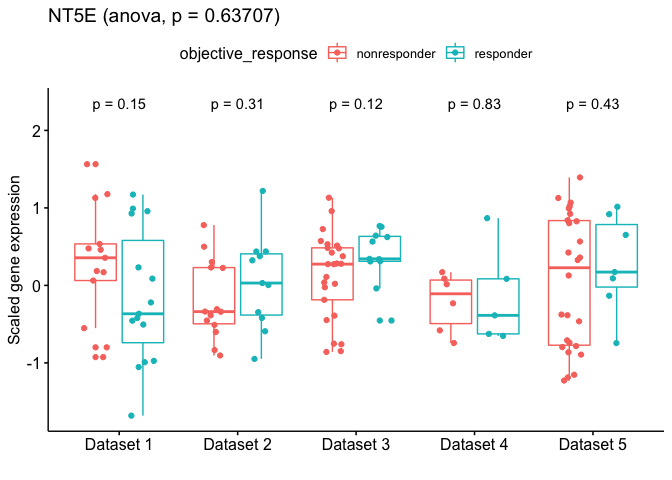 NT5E (anova, p = 0.63707)
objective_response nonresponder responder
p = 0.15 p = 0.31 p = 0.12 p = 0.83 p = 0.43
2
1
0
-1
Scaled gene expression
Dataset 1 Dataset 2 Dataset 3 Dataset 4 Dataset 5